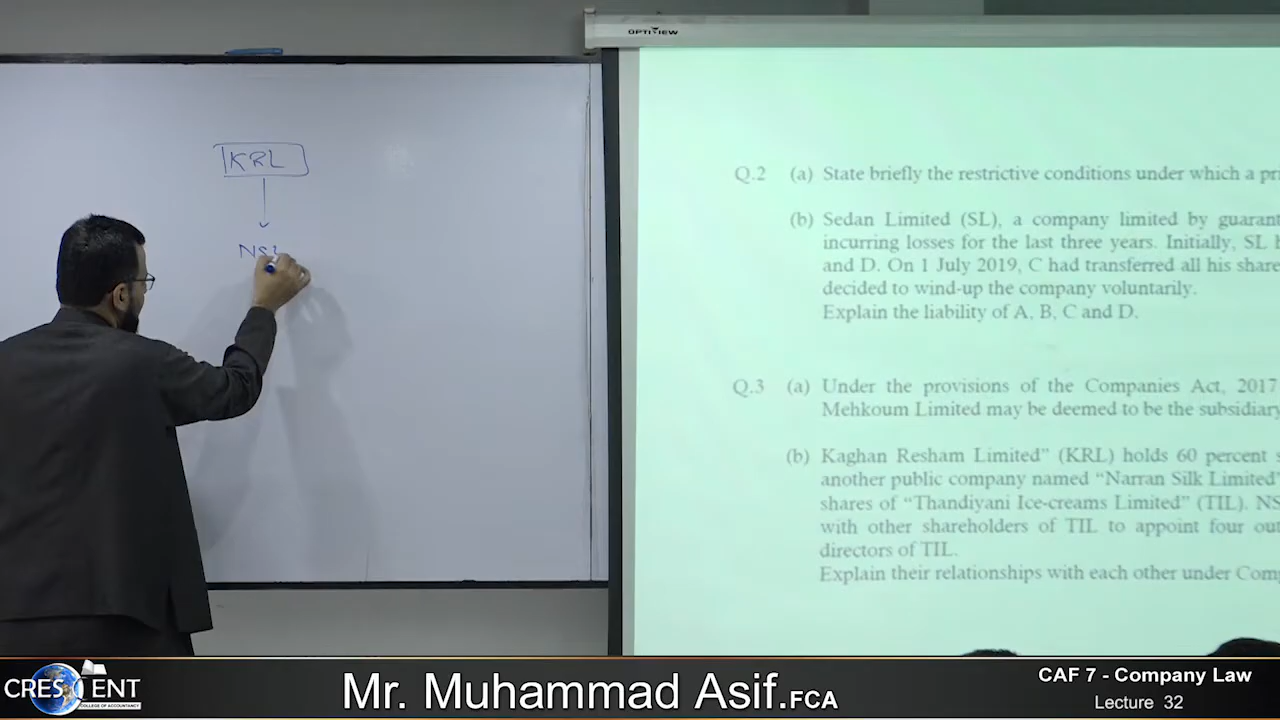 OPTIVIEW
KRL
NSL
Q.2 (a) State briefly the restrictive conditions under which a pri
(b) Sedan Limited (SL), a company limited by guarant
incurring losses for the last three years. Initially, SL h
and D. On 1 July 2019, C had transferred all his share
decided to wind-up the company voluntarily.
Explain the liability of A, B, C and D.
Q.3 (a) Under the provisions of the Companies Act, 2017
Mehkoum Limited may be deemed to be the subsidiary
(b) Kaghan Resham Limited” (KRL) holds 60 percent s
another public company named “Narran Silk Limited”
shares of “Thandiyani Ice-creams Limited” (TIL). NS
with other shareholders of TIL to appoint four ou
directors of TIL.
Explain their relationships with each other under Com
CRESCENT
COLLEGE OF ACCOUNTANCY
Mr. Muhammad Asif.FCA
CAF 7 - Company Law
Lecture 32